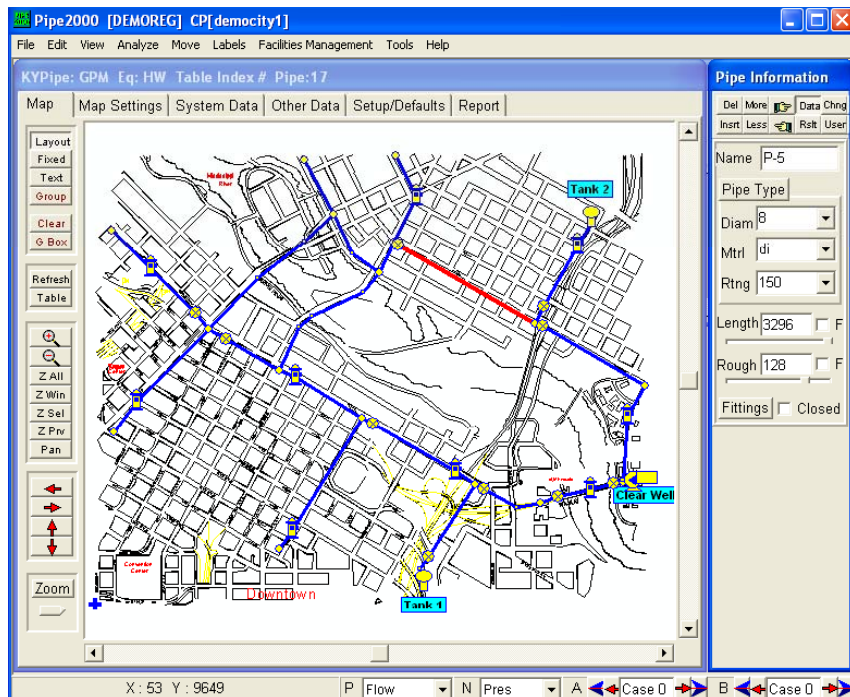 Pipe2000 [DEMOREG] CP[democity1]
File Edit View Analyze Move Labels Facilities Management Tools Help
KYPipe: GPM Eq: HW Table Index # Pipe:17
Map Map Settings System Data Other Data Setup/Defaults Report
Layout
Fixed
Text
Group
Clear
G Box
Refresh
Table
Z All
Z Win
Z Sel
Z Prv
Pan
Zoom
Mississippi
River
Tank 2
Clear Well
Convention
Center
Downtown
Tank 1
Pipe Information
Del More Data Chng
Insrt Less Rslt User
Name P-5
Pipe Type
Diam 8
Mtrl di
Rtng 150
Length 3296 F
Rough 128 F
Fittings Closed
X : 53 Y : 9649 P Flow N Pres A Case 0 B Case 0